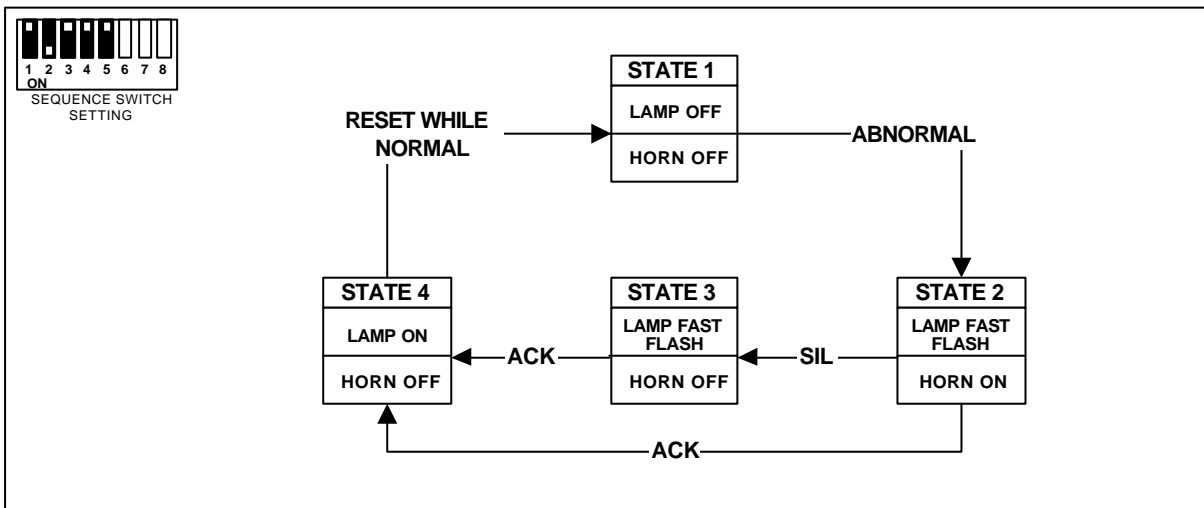 1 2 3 4 5 6 7 8
ON
SEQUENCE SWITCH
SETTING
STATE 1
LAMP OFF
HORN OFF
RESET WHILE
NORMAL
ABNORMAL
STATE 4
LAMP ON
HORN OFF
STATE 3
LAMP FAST
FLASH
HORN OFF
STATE 2
LAMP FAST
FLASH
HORN ON
ACK
SIL
ACK